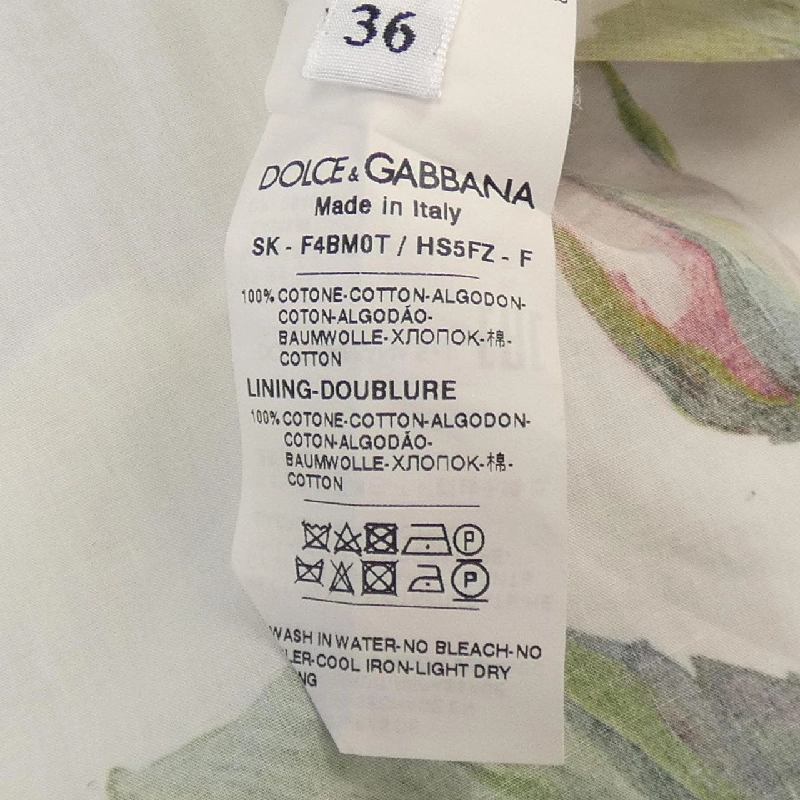 36
DOLCE & GABBANA
Made in Italy
SK - F4BM0T / HS5FZ - F
100% COTONE-COTTON-ALGODON-
COTON-ALGODÃO-
BAUMWOLLE-ХЛОПОК-棉-
COTTON
LINING-DOUBLURE
100% COTONE-COTTON-ALGODON-
COTON-ALGODÃO-
BAUMWOLLE-ХЛОПОК-棉-
COTTON
P
P
WASH IN WATER-NO BLEACH-NO
LER-COOL IRON-LIGHT DRY
NG